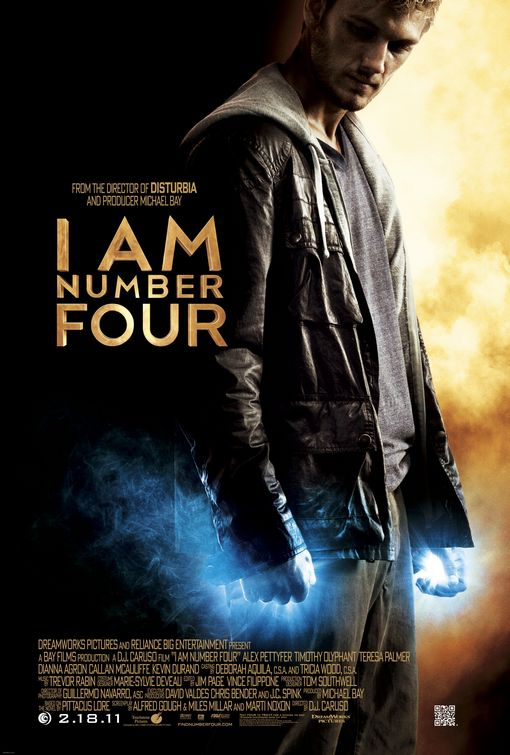 FROM THE DIRECTOR OF DISTURBIA
AND PRODUCER MICHAEL BAY
I AM
NUMBER
FOUR
DREAMWORKS PICTURES AND RELIANCE BIG ENTERTAINMENT PRESENT
A BAY FILMS PRODUCTION A D.J. CARUSO FILM "I AM NUMBER FOUR" ALEX PETTYFER TIMOTHY OLYPHANT TERESA PALMER
DIANNA AGRON CALLAN McAULIFFE KEVIN DURAND CASTING BY DEBORAH AQUILA, C.S.A. AND TRICIA WOOD, C.S.A.
MUSIC BY TREVOR RABIN COSTUME DESIGNER MARIE-SYLVIE DEVEAU EDITED BY JIM PAGE VINCE FILIPPONE PRODUCTION DESIGNER TOM SOUTHWELL
DIRECTOR OF PHOTOGRAPHY GUILLERMO NAVARRO, ASC EXECUTIVE PRODUCERS DAVID VALDES CHRIS BENDER AND J.C. SPINK PRODUCED BY MICHAEL BAY
BASED ON THE NOVEL BY PITTACUS LORE SCREENPLAY BY ALFRED GOUGH & MILES MILLAR AND MARTI NOXON DIRECTED BY D.J. CARUSO
2.18.11
FINDNUMBERFOUR.COM
DREAMWORKS
PICTURES